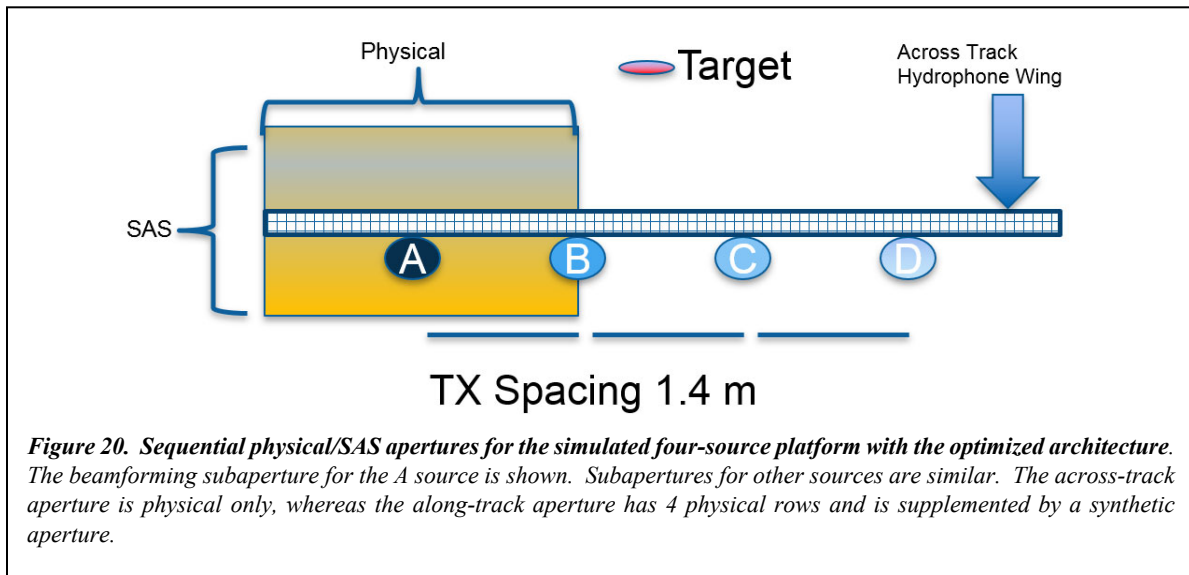 Physical
Target
Across Track
Hydrophone Wing
SAS
A
B
C
D
TX Spacing 1.4 m
Figure 20. Sequential physical/SAS apertures for the simulated four-source platform with the optimized architecture.
The beamforming subaperture for the A source is shown. Subapertures for other sources are similar. The across-track
aperture is physical only, whereas the along-track aperture has 4 physical rows and is supplemented by a synthetic
aperture.